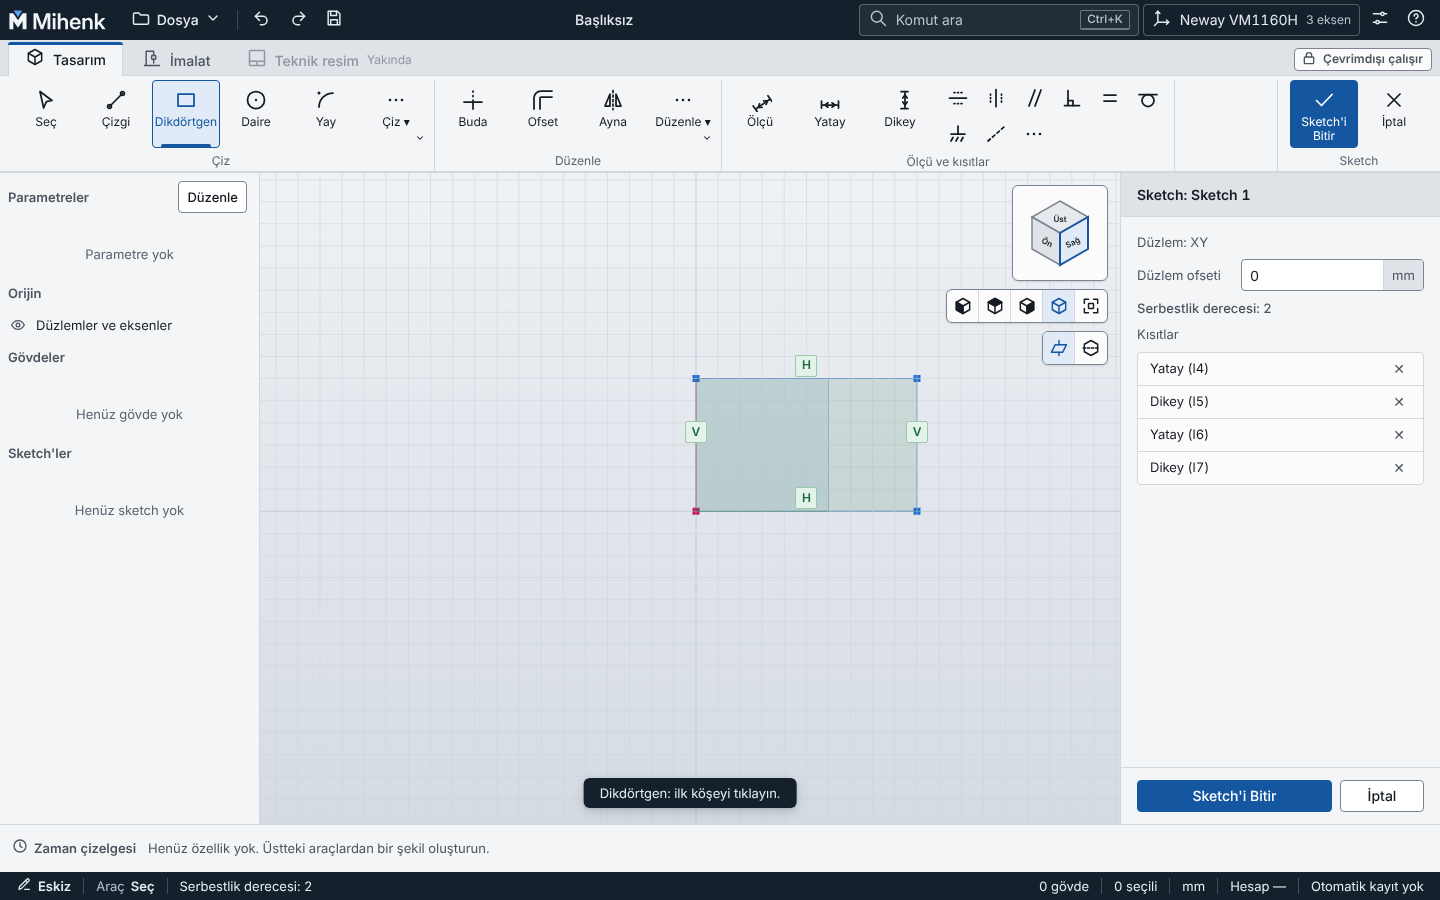 Mihenk
Dosya
Başlıksız
Komut ara
Ctrl+K
Neway VM1160H 3 eksen
Tasarım
İmalat
Teknik resim Yakında
Çevrimdışı çalışır
Seç
Çizgi
Dikdörtgen
Daire
Yay
Çiz ▾
Buda
Ofset
Ayna
Düzenle ▾
Ölçü
Yatay
Dikey
Sketch'i
Bitir
İptal
Çiz
Düzenle
Ölçü ve kısıtlar
Sketch
Parametreler
Düzenle
Parametre yok
Orijin
Düzlemler ve eksenler
Gövdeler
Henüz gövde yok
Sketch'ler
Henüz sketch yok
Üst
Ön
Sağ
H
V
V
H
Dikdörtgen: ilk köşeyi tıklayın.
Sketch: Sketch 1
Düzlem: XY
Düzlem ofseti 0 mm
Serbestlik derecesi: 2
Kısıtlar
Yatay (l4)
Dikey (l5)
Yatay (l6)
Dikey (l7)
Sketch'i Bitir
İptal
Zaman çizelgesi Henüz özellik yok. Üstteki araçlardan bir şekil oluşturun.
Eskiz
Araç Seç
Serbestlik derecesi: 2
0 gövde
0 seçili
mm
Hesap —
Otomatik kayıt yok